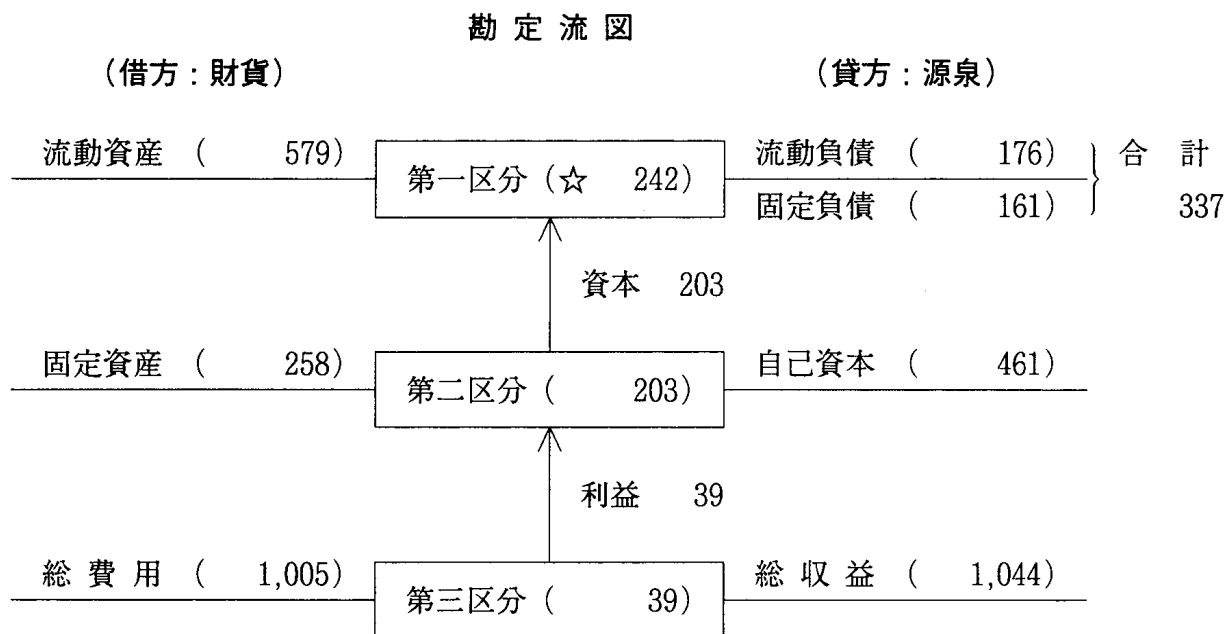 勘定流図
(借方:財貨) (貸方:源泉)
流動資産 ( 579) 第一区分 (☆ 242) 流動負債 ( 176) 合計
固定負債 ( 161) 337
資本 203
固定資産 ( 258) 第二区分 ( 203) 自己資本 ( 461)
利益 39
総費用 ( 1,005) 第三区分 ( 39) 総収益 ( 1,044)